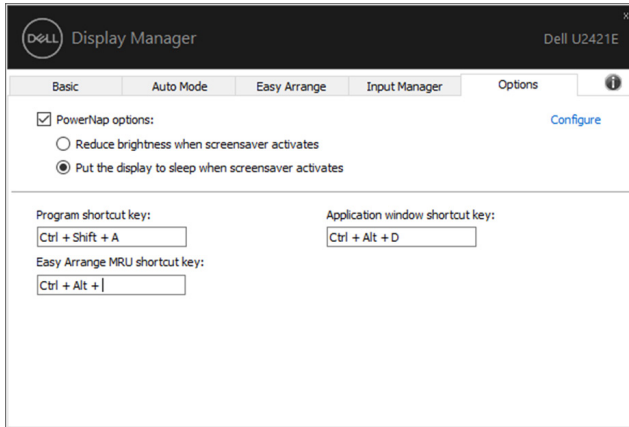 DELL Display Manager
Dell U2421E
x
Basic Auto Mode Easy Arrange Input Manager Options
PowerNap options: Configure
Reduce brightness when screensaver activates
Put the display to sleep when screensaver activates
Program shortcut key: Application window shortcut key:
Ctrl + Shift + A Ctrl + Alt + D
Easy Arrange MRU shortcut key:
Ctrl + Alt +